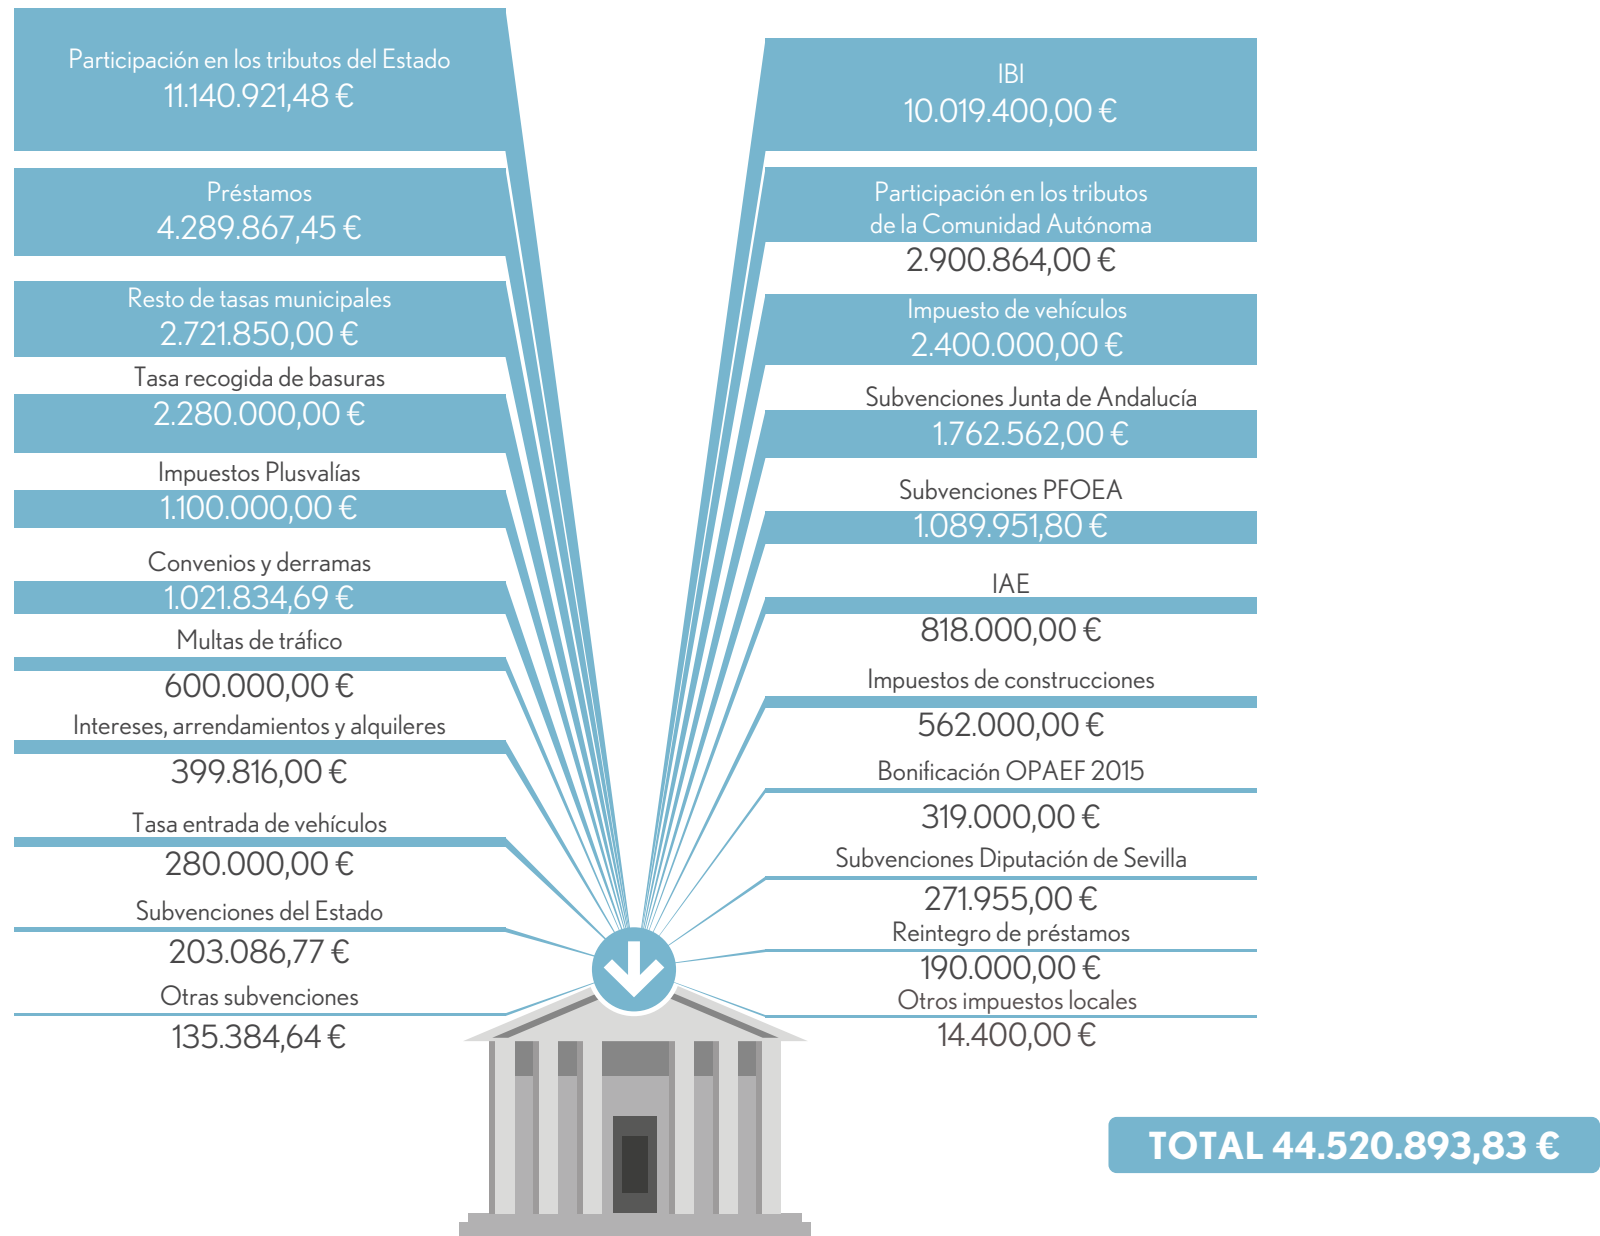 Participación en los tributos del Estado
11.140.921,48 €
Préstamos
4.289.867,45 €
Resto de tasas municipales
2.721.850,00 €
Tasa recogida de basuras
2.280.000,00 €
Impuestos Plusvalías
1.100.000,00 €
Convenios y derramas
1.021.834,69 €
Multas de tráfico
600.000,00 €
Intereses, arrendamientos y alquileres
399.816,00 €
Tasa entrada de vehículos
280.000,00 €
Subvenciones del Estado
203.086,77 €
Otras subvenciones
135.384,64 €
IBI
10.019.400,00 €
Participación en los tributos
de la Comunidad Autónoma
2.900.864,00 €
Impuesto de vehículos
2.400.000,00 €
Subvenciones Junta de Andalucía
1.762.562,00 €
Subvenciones PFOEA
1.089.951,80 €
IAE
818.000,00 €
Impuestos de construcciones
562.000,00 €
Bonificación OPAEF 2015
319.000,00 €
Subvenciones Diputación de Sevilla
271.955,00 €
Reintegro de préstamos
190.000,00 €
Otros impuestos locales
14.400,00 €
TOTAL 44.520.893,83 €